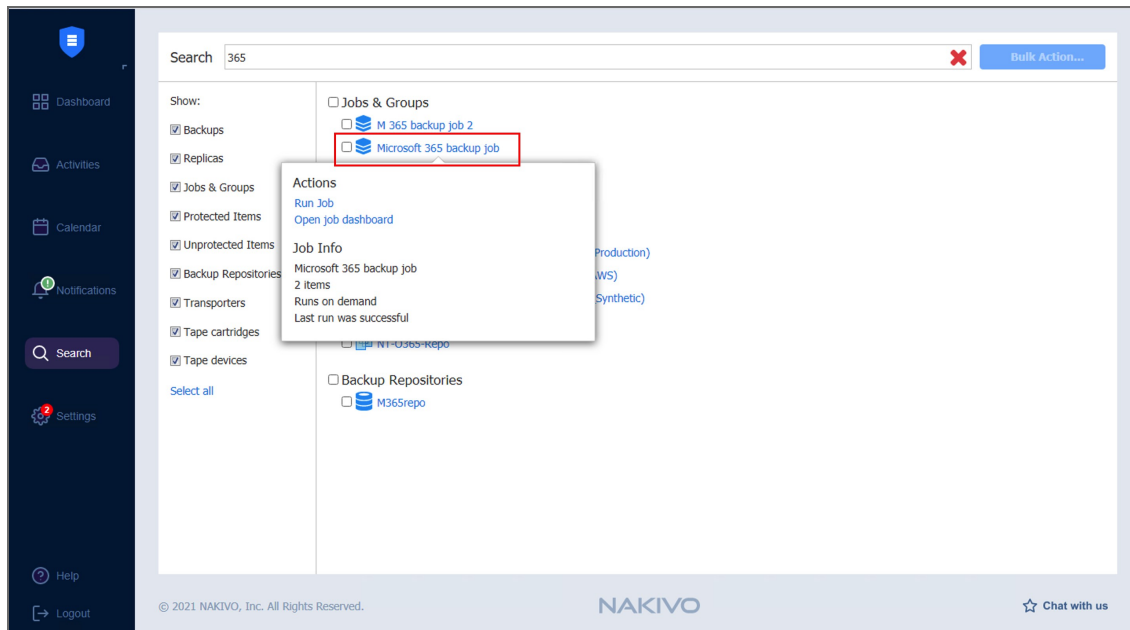 Search 365 Bulk Action...
Dashboard
Activities
Calendar
Notifications
Search
2
Settings
Help
Logout
Show:
Backups
Replicas
Jobs & Groups
Protected Items
Unprotected Items
Backup Repositories
Transporters
Tape cartridges
Tape devices
Select all
Jobs & Groups
M 365 backup job 2
Microsoft 365 backup job
Actions
Run Job
Open job dashboard
Job Info
Microsoft 365 backup job
2 items
Runs on demand
Last run was successful
Production)
WS)
Synthetic)
NT-O365-Repo
Backup Repositories
M365repo
© 2021 NAKIVO, Inc. All Rights Reserved.
NAKIVO
Chat with us